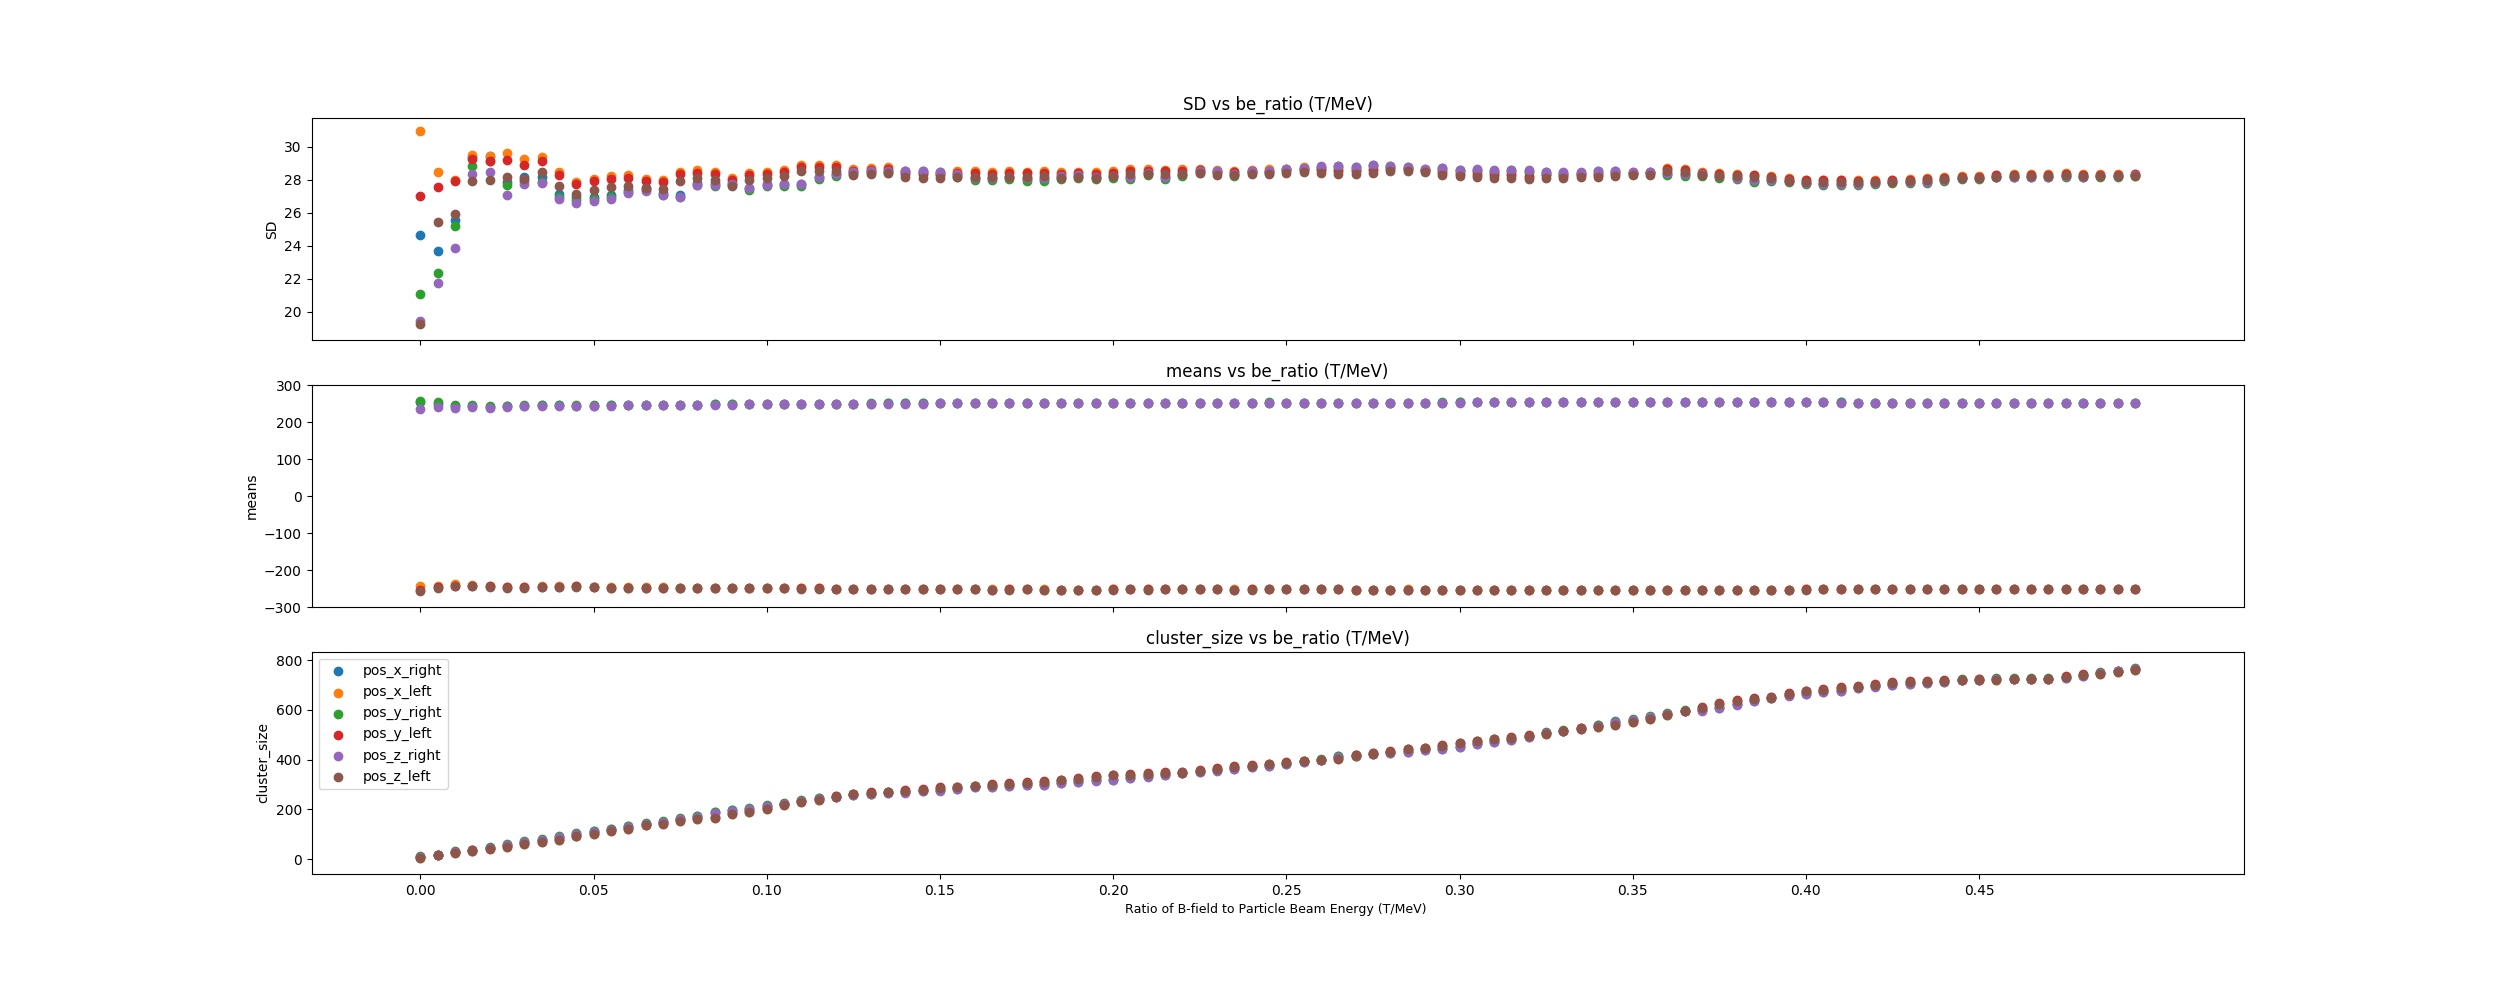 SD vs be_ratio (T/MeV)
30
28
26
24
22
20
SD
means vs be_ratio (T/MeV)
300
200
100
0
−100
−200
−300
means
cluster_size vs be_ratio (T/MeV)
800
600
400
200
0
cluster_size
pos_x_right
pos_x_left
pos_y_right
pos_y_left
pos_z_right
pos_z_left
0.00 0.05 0.10 0.15 0.20 0.25 0.30 0.35 0.40 0.45
Ratio of B-field to Particle Beam Energy (T/MeV)